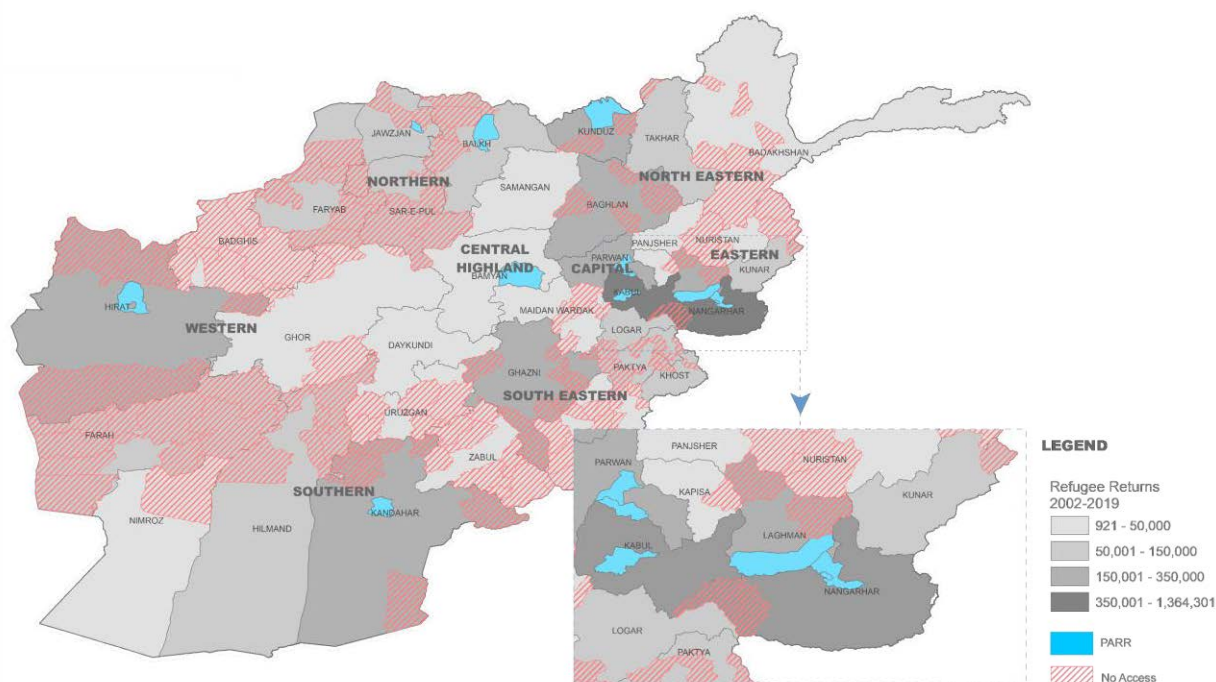 JAWZJAN
BALKH
KUNDUZ
TAKHAR
BADAKHSHAN
NORTHERN
SAMANGAN
NORTH EASTERN
FARYAB
SAR-E-PUL
BAGHLAN
BADGHIS
CENTRAL
HIGHLAND
BAMYAN
PARWAN
PANJSHER
NURISTAN
EASTERN
KUNAR
CAPITAL
KABUL
NANGARHAR
HIRAT
WESTERN
GHOR
DAYKUNDI
MAIDAN WARDAK
LOGAR
PAKTYA
KHOST
GHAZNI
SOUTH EASTERN
URUZGAN
FARAH
ZABUL
SOUTHERN
KANDAHAR
NIMROZ
HILMAND
PANJSHER
PARWAN
NURISTAN
KAPISA
KUNAR
KABUL
LAGHMAN
NANGARHAR
LOGAR
PAKTYA
LEGEND
Refugee Returns
2002-2019
921 - 50,000
50,001 - 150,000
150,001 - 350,000
350,001 - 1,364,301
PARR
No Access